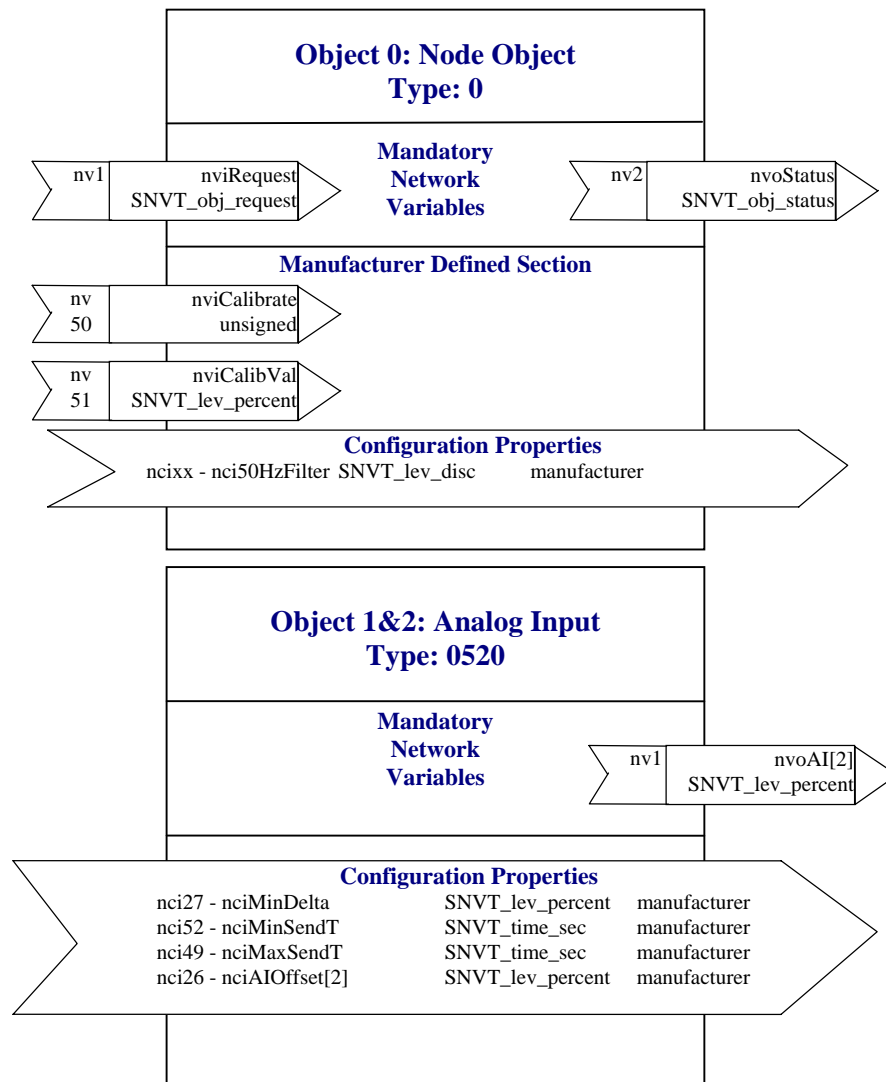 Object 0: Node Object
Type: 0
Mandatory
Network
Variables
nv1
nviRequest
SNVT_obj_request
nv2
nvoStatus
SNVT_obj_status
Manufacturer Defined Section
nv
50
nviCalibrate
unsigned
nv
51
nviCalibVal
SNVT_lev_percent
Configuration Properties
ncixx - nci50HzFilter SNVT_lev_disc manufacturer
Object 1&2: Analog Input
Type: 0520
Mandatory
Network
Variables
nv1
nvoAI[2]
SNVT_lev_percent
Configuration Properties
nci27 - nciMinDelta SNVT_lev_percent manufacturer
nci52 - nciMinSendT SNVT_time_sec manufacturer
nci49 - nciMaxSendT SNVT_time_sec manufacturer
nci26 - nciAIOffset[2] SNVT_lev_percent manufacturer